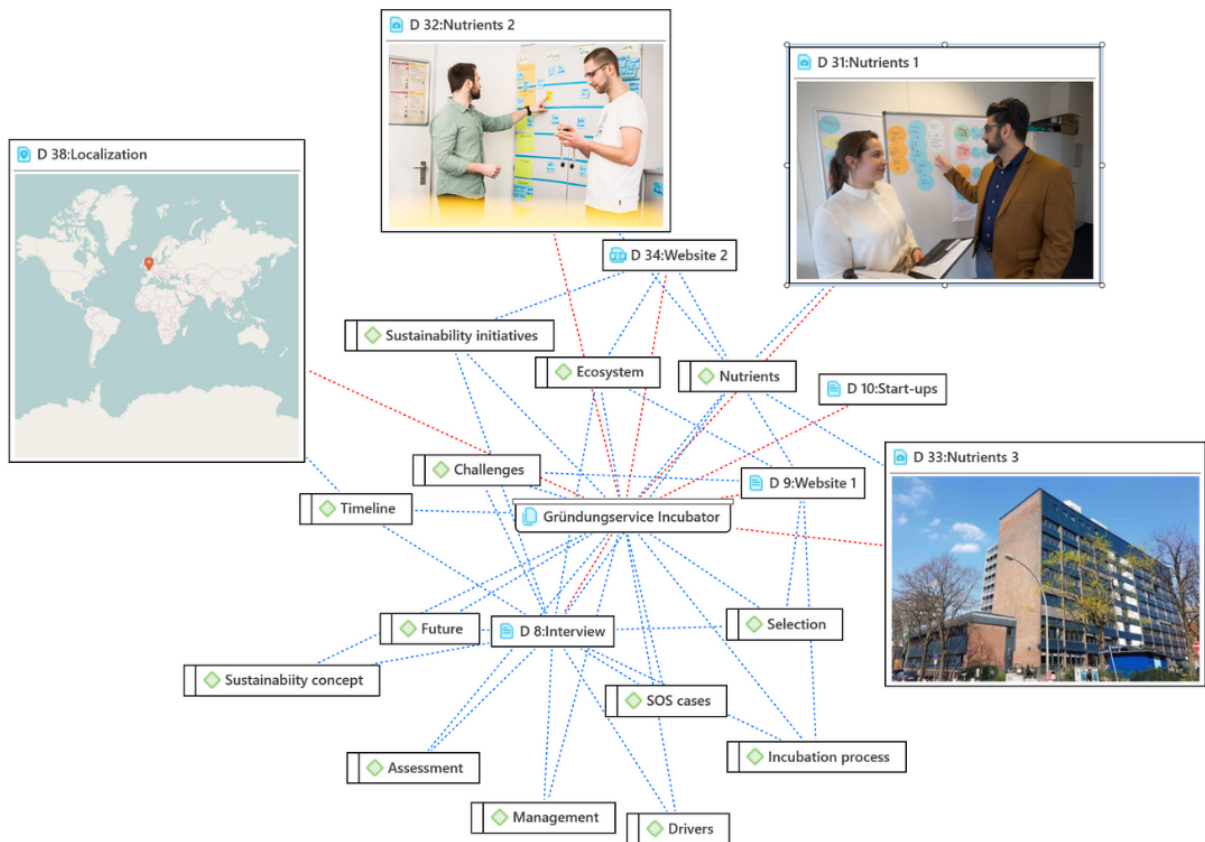 D 32:Nutrients 2
D 31:Nutrients 1
D 38:Localization
D 34:Website 2
Sustainability initiatives
Ecosystem
Nutrients
D 10:Start-ups
D 33:Nutrients 3
Challenges
D 9:Website 1
Timeline
Gründungservice Incubator
Future
D 8:Interview
Selection
Sustainabiity concept
SOS cases
Incubation process
Assessment
Management
Drivers